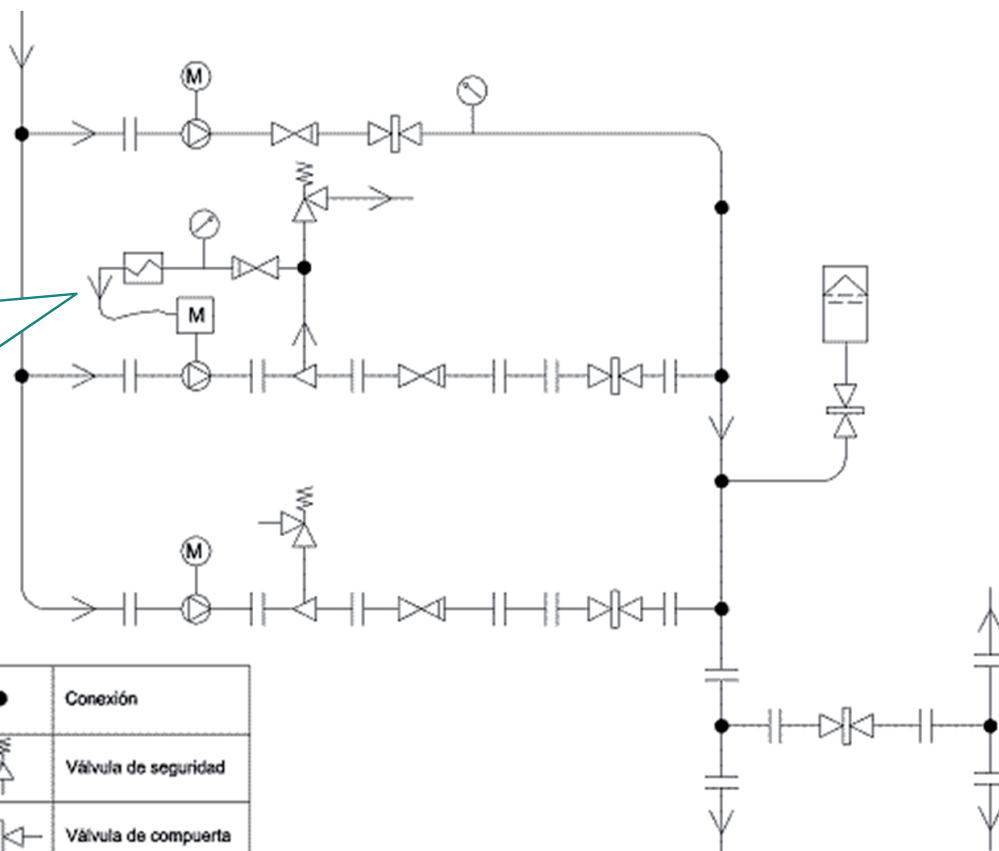 M
M
M
Conexión
Válvula de seguridad
Válvula de compuerta